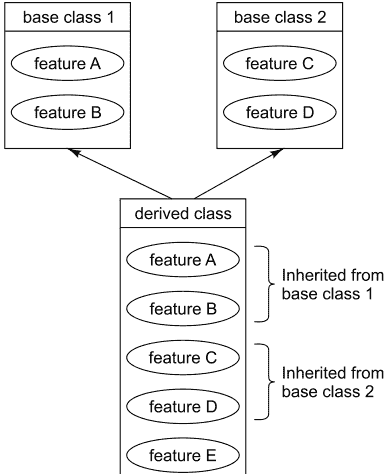 base class 1
feature A
feature B
base class 2
feature C
feature D
derived class
feature A
feature B
Inherited from
base class 1
feature C
feature D
Inherited from
base class 2
feature E